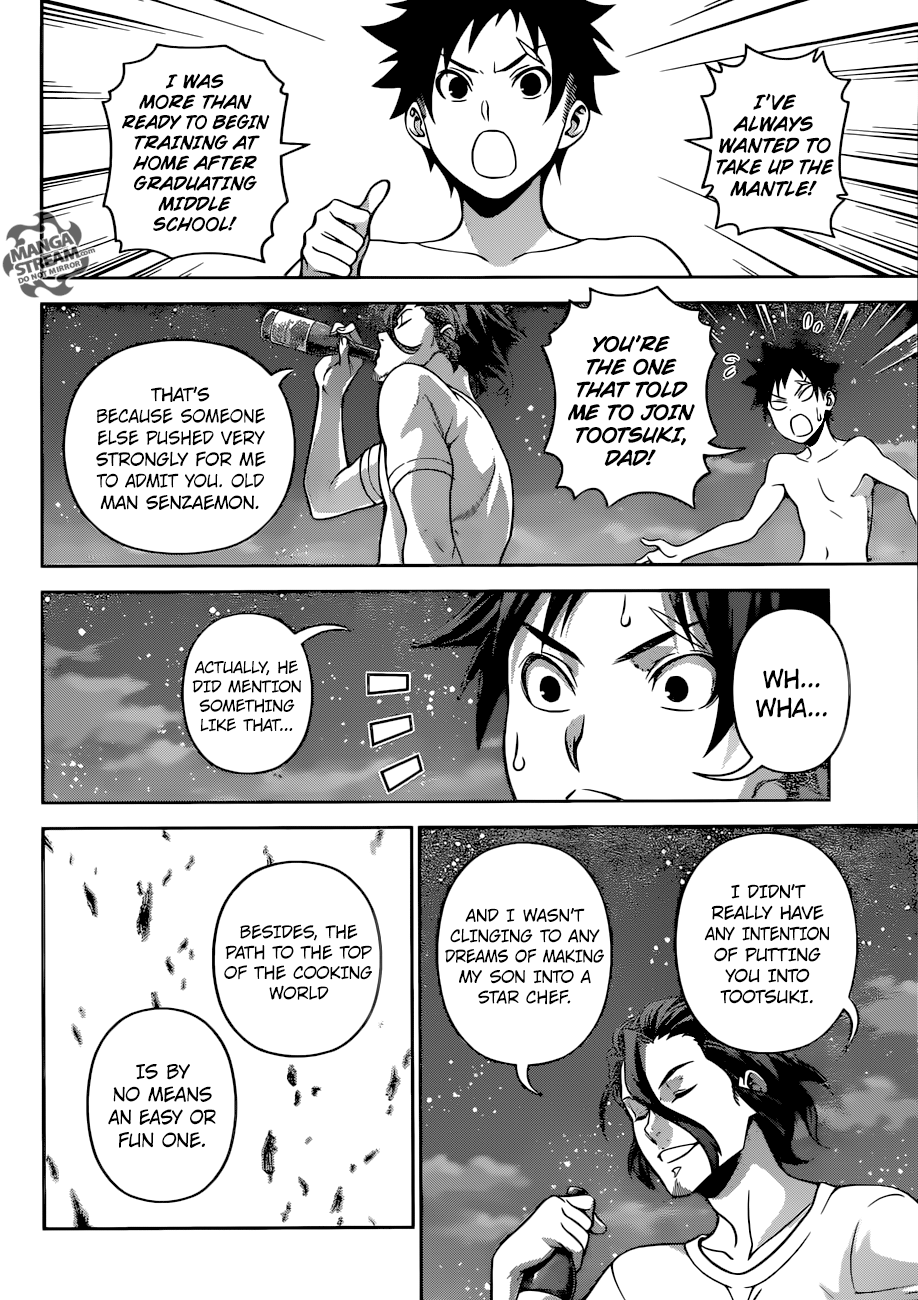 I'VE
ALWAYS
WANTED TO
TAKE UP THE
MANTLE!
I WAS
MORE THAN
READY TO BEGIN
TRAINING AT
HOME AFTER
GRADUATING
MIDDLE
SCHOOL!
MANGA
STREAM.com
DO NOT MIRROR
YOU'RE
THE ONE
THAT TOLD
ME TO JOIN
TOOTSUKI,
DAD!
THAT'S
BECAUSE SOMEONE
ELSE PUSHED VERY
STRONGLY FOR ME
TO ADMIT YOU. OLD
MAN SENZAEMON.
WH...
WHA...
ACTUALLY, HE
DID MENTION
SOMETHING
LIKE THAT...
I DIDN'T
REALLY HAVE
ANY INTENTION
OF PUTTING
YOU INTO
TOOTSUKI.
AND I WASN'T
CLINGING TO ANY
DREAMS OF MAKING
MY SON INTO A
STAR CHEF.
BESIDES, THE
PATH TO THE TOP
OF THE COOKING
WORLD
IS BY
NO MEANS
AN EASY OR
FUN ONE.